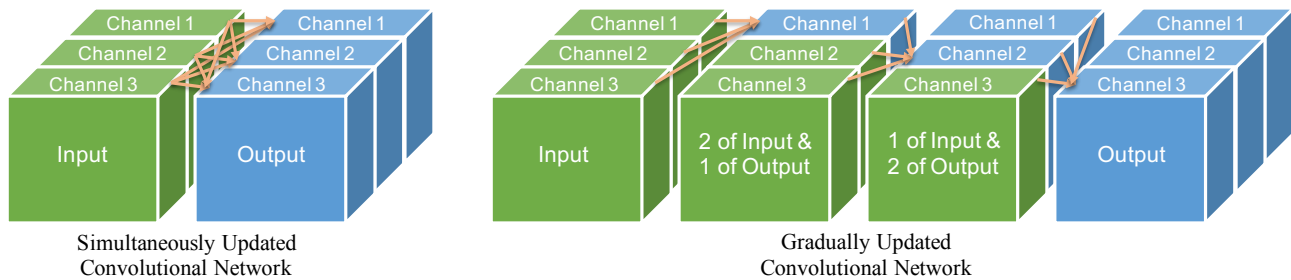 Channel 1
Channel 2
Channel 3
Input
Channel 1
Channel 2
Channel 3
Output
Simultaneously Updated
Convolutional Network
Channel 1
Channel 2
Channel 3
Input
Channel 1
Channel 2
Channel 3
2 of Input &
1 of Output
Channel 1
Channel 2
Channel 3
1 of Input &
2 of Output
Channel 1
Channel 2
Channel 3
Output
Gradually Updated
Convolutional Network